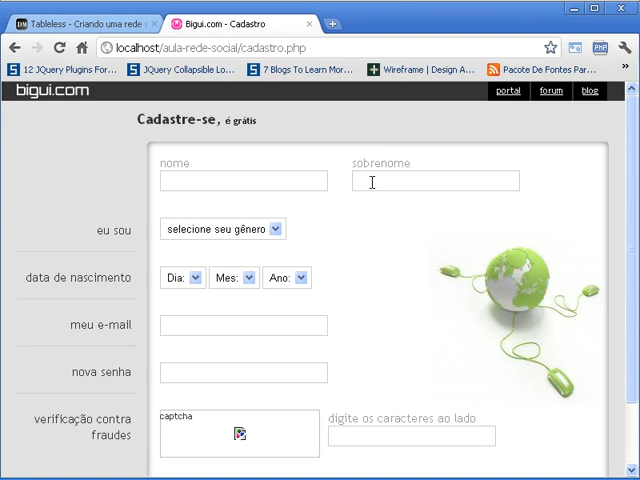 Tableless - Criando uma rede
Bigui.com - Cadastro
localhost/aula-rede-social/cadastro.php
12 JQuery Plugins For...
JQuery Collapsible Lo...
7 Blogs To Learn Mor...
Wireframe | Design A...
Pacote De Fontes Par...
»
bigui.com
portal
forum
blog
Cadastre-se, é grátis
nome
sobrenome
eu sou
selecione seu gênero
data de nascimento
Dia:
Mes:
Ano:
meu e-mail
nova senha
verificação contra
fraudes
captcha
digite os caracteres ao lado